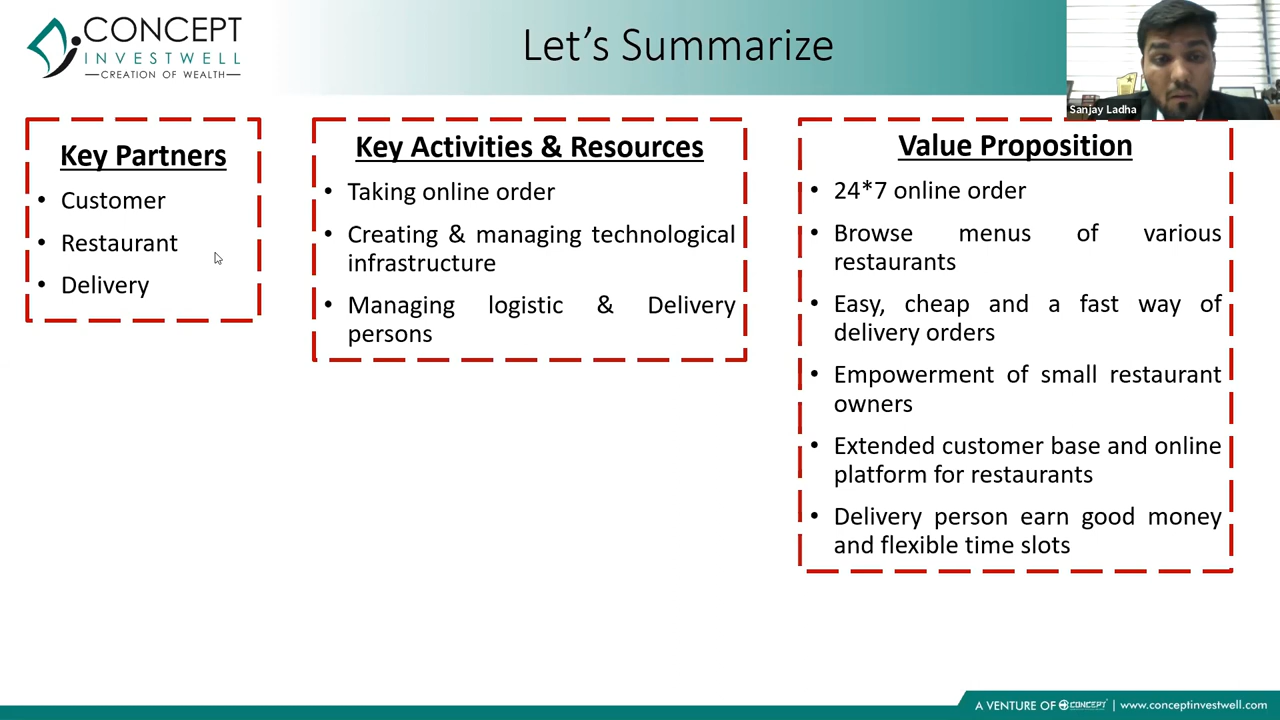 CONCEPT
INVESTWELL
CREATION OF WEALTH
Let's Summarize
Sanjay Ladha
Key Partners
• Customer
• Restaurant
• Delivery
Key Activities & Resources
• Taking online order
• Creating & managing technological
infrastructure
• Managing logistic & Delivery
persons
Value Proposition
• 24*7 online order
• Browse menus of various
restaurants
• Easy, cheap and a fast way of
delivery orders
• Empowerment of small restaurant
owners
• Extended customer base and online
platform for restaurants
• Delivery person earn good money
and flexible time slots
A VENTURE OF CONCEPT | www.conceptinvestwell.com